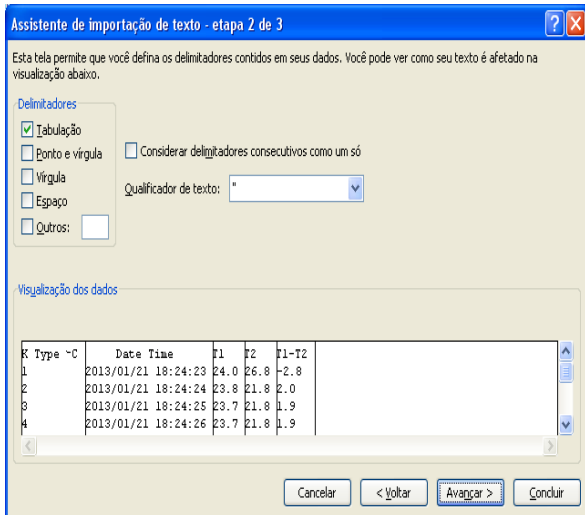 Assistente de importação de texto - etapa 2 de 3
Esta tela permite que você defina os delimitadores contidos em seus dados. Você pode ver como seu texto é afetado na
visualização abaixo.
Delimitadores
Tabulação
Ponto e vírgula
Vírgula
Espaço
Outros:
Considerar delimitadores consecutivos como um só
Qualificador de texto: "
Visualização dos dados
K Type ~C Date Time T1 T2 T1-T2
1 2013/01/21 18:24:23 24.0 26.8 -2.8
2 2013/01/21 18:24:24 23.8 21.8 2.0
3 2013/01/21 18:24:25 23.7 21.8 1.9
4 2013/01/21 18:24:26 23.7 21.8 1.9
Cancelar < Voltar Avançar > Concluir